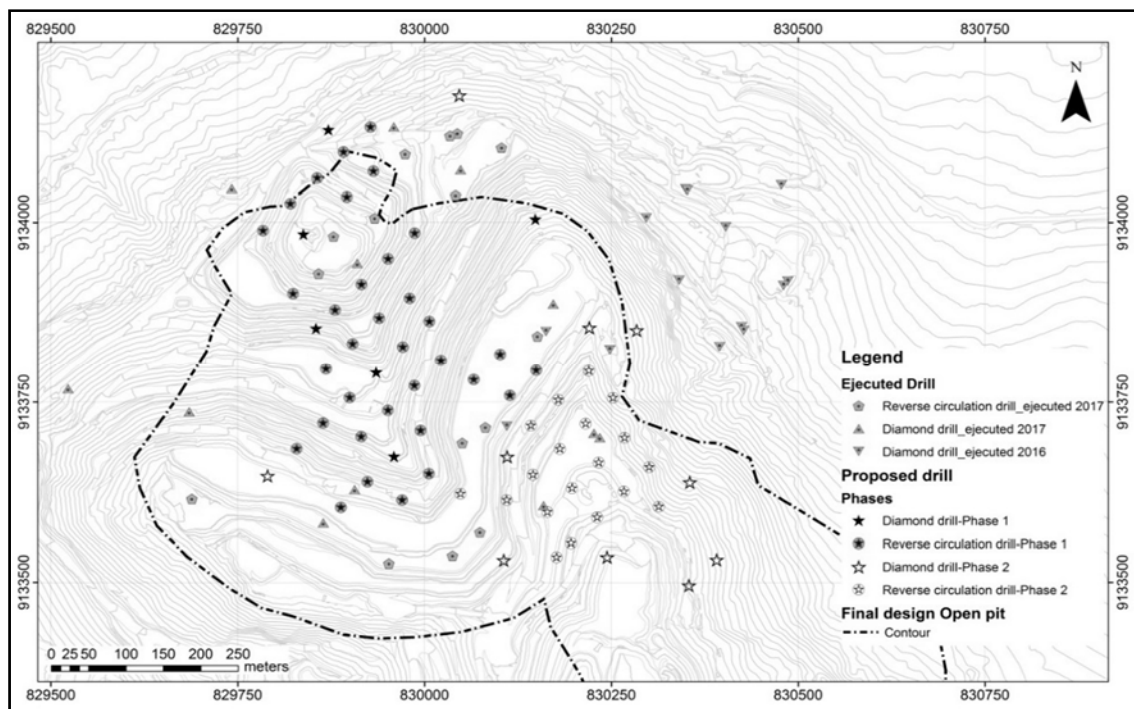 829500 829750 830000 830250 830500 830750
N
9134000 9134000
9133750 9133750
9133500 9133500
Legend
Ejecuted Drill
Reverse circulation drill_ejecuted 2017
Diamond drill_ejecuted 2017
Diamond drill_ejecuted 2016
Proposed drill
Phases
Diamond drill-Phase 1
Reverse circulation drill-Phase 1
Diamond drill-Phase 2
Reverse circulation drill-Phase 2
Final design Open pit
Contour
0 25 50 100 150 200 250
meters
829500 829750 830000 830250 830500 830750